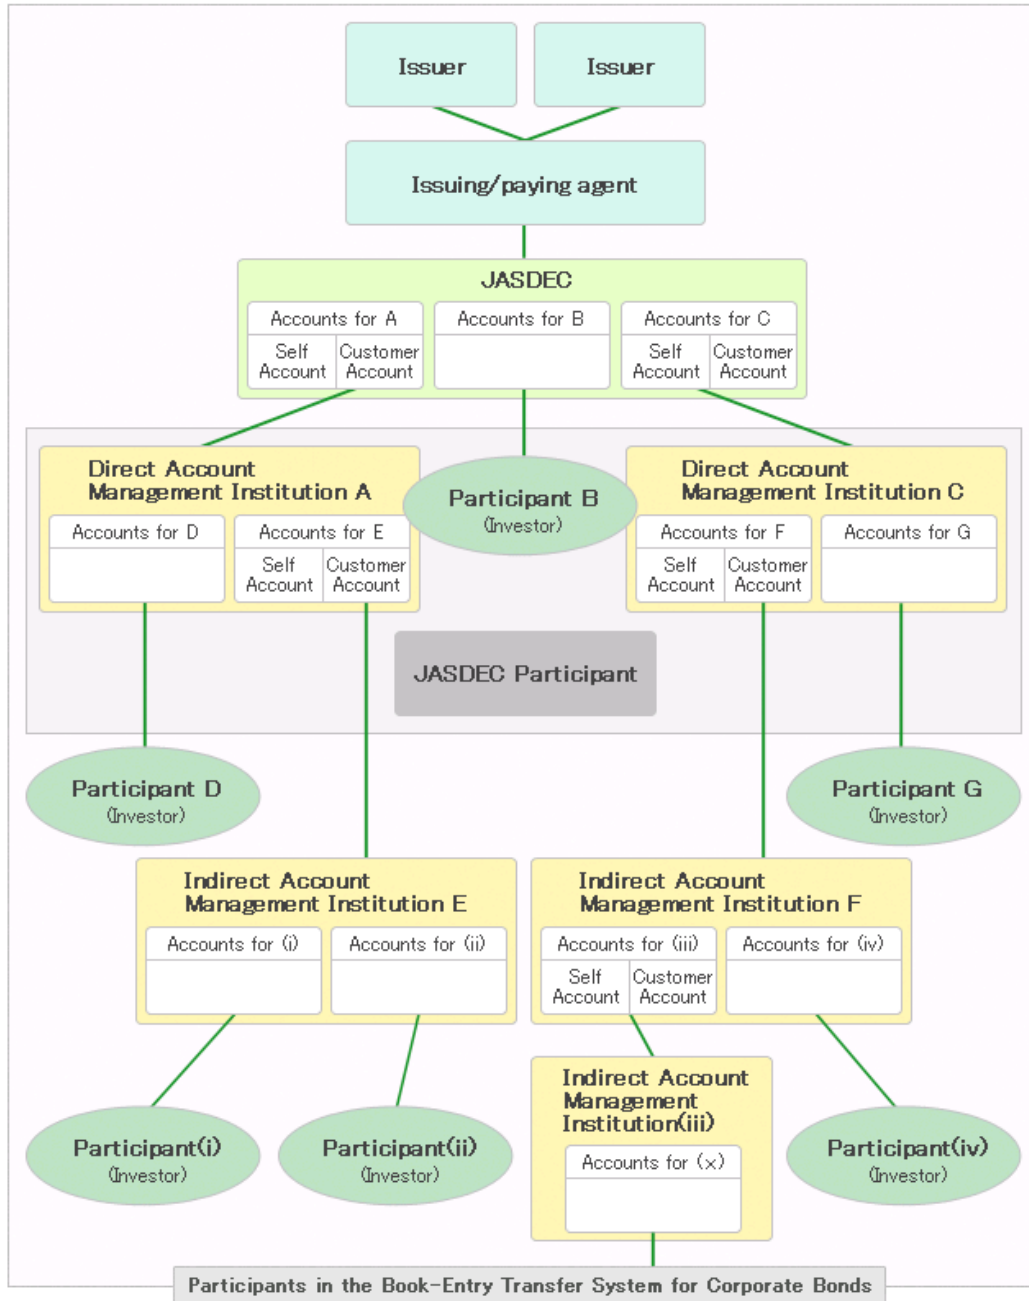 Issuer
Issuer
Issuing/paying agent
JASDEC
Accounts for A
Accounts for B
Accounts for C
Self
Account
Customer
Account
Self
Account
Customer
Account
Direct Account
Management Institution A
Participant B
(Investor)
Direct Account
Management Institution C
Accounts for D
Accounts for E
Self
Account
Customer
Account
Accounts for F
Self
Account
Customer
Account
Accounts for G
JASDEC Participant
Participant D
(Investor)
Participant G
(Investor)
Indirect Account
Management Institution E
Accounts for (i)
Accounts for (ii)
Indirect Account
Management Institution F
Accounts for (iii)
Self
Account
Customer
Account
Accounts for (iv)
Participant(i)
(Investor)
Participant(ii)
(Investor)
Indirect Account
Management
Institution(iii)
Accounts for (x)
Participant(iv)
(Investor)
Participants in the Book-Entry Transfer System for Corporate Bonds